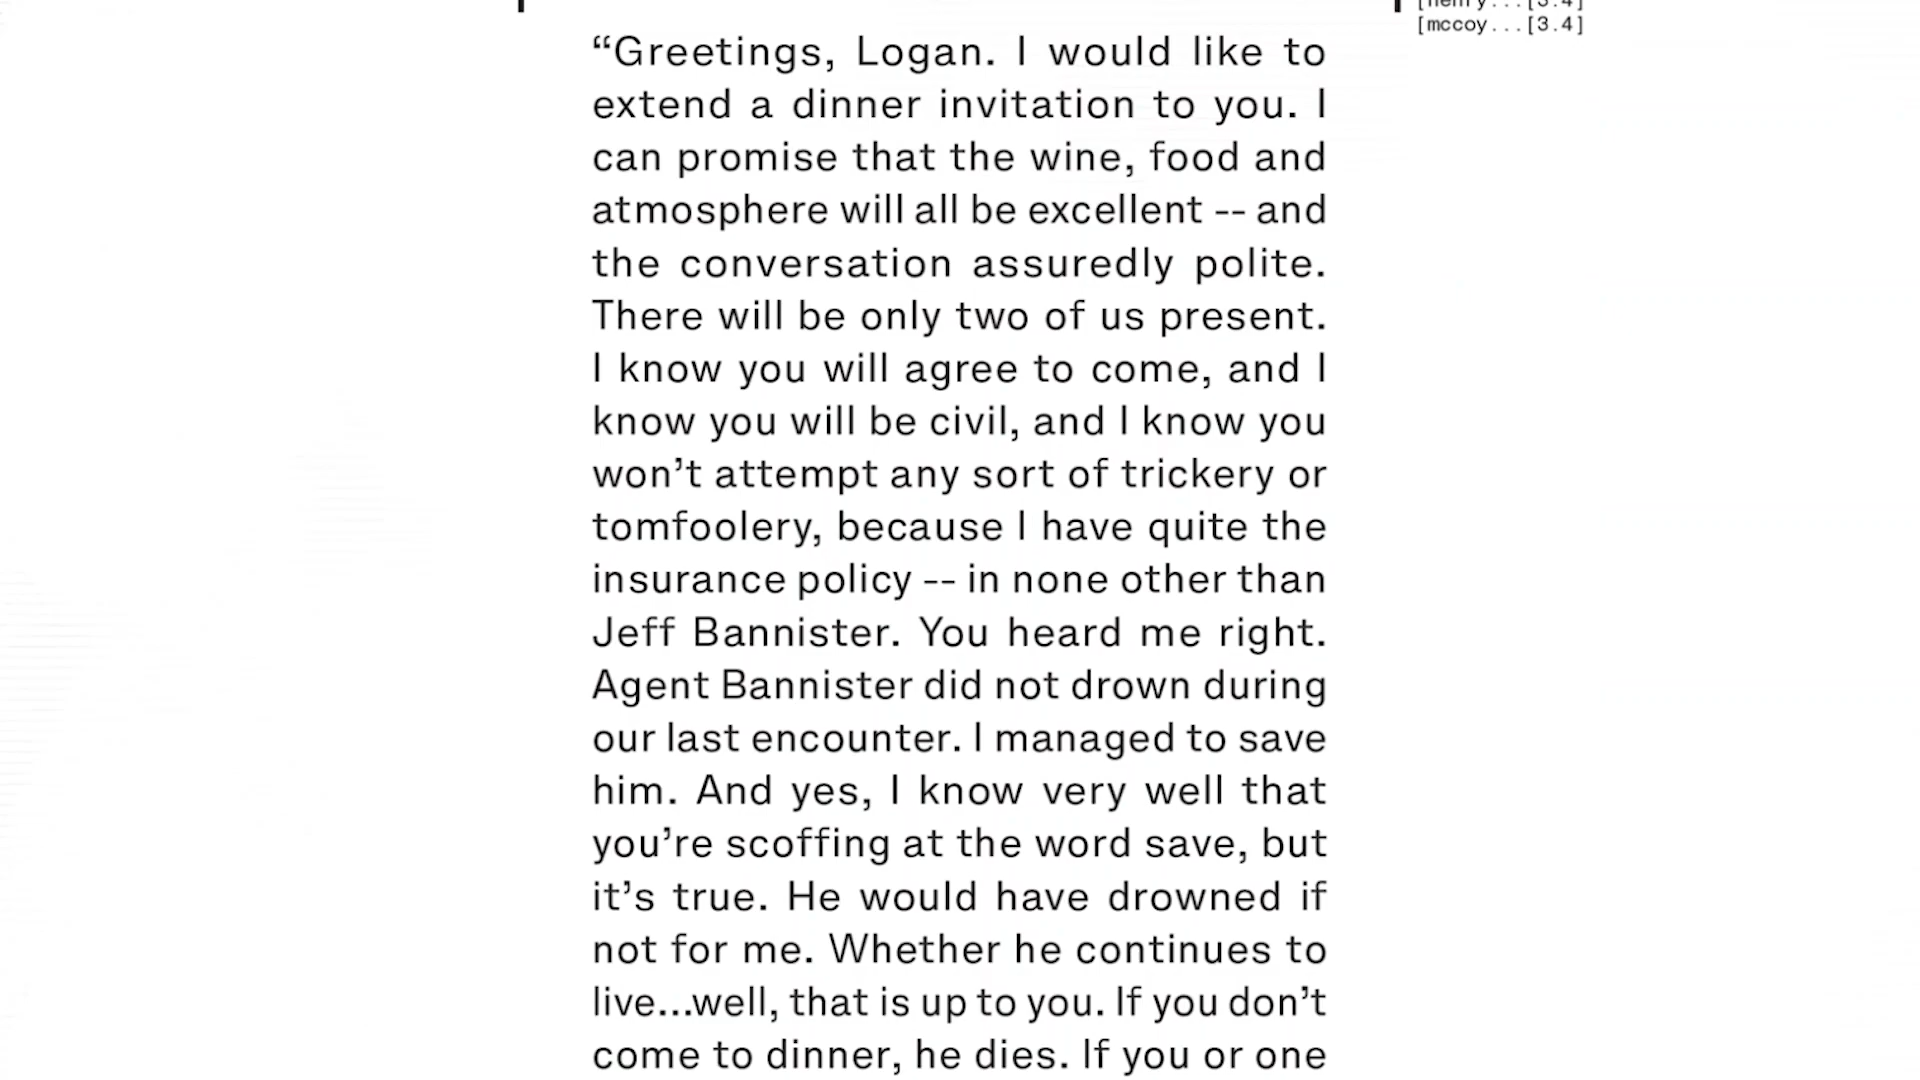 [henry...[3.4]
[mccoy...[3.4]
“Greetings, Logan. I would like to
extend a dinner invitation to you. I
can promise that the wine, food and
atmosphere will all be excellent -- and
the conversation assuredly polite.
There will be only two of us present.
I know you will agree to come, and I
know you will be civil, and I know you
won’t attempt any sort of trickery or
tomfoolery, because I have quite the
insurance policy -- in none other than
Jeff Bannister. You heard me right.
Agent Bannister did not drown during
our last encounter. I managed to save
him. And yes, I know very well that
you’re scoffing at the word save, but
it’s true. He would have drowned if
not for me. Whether he continues to
live...well, that is up to you. If you don’t
come to dinner, he dies. If you or one